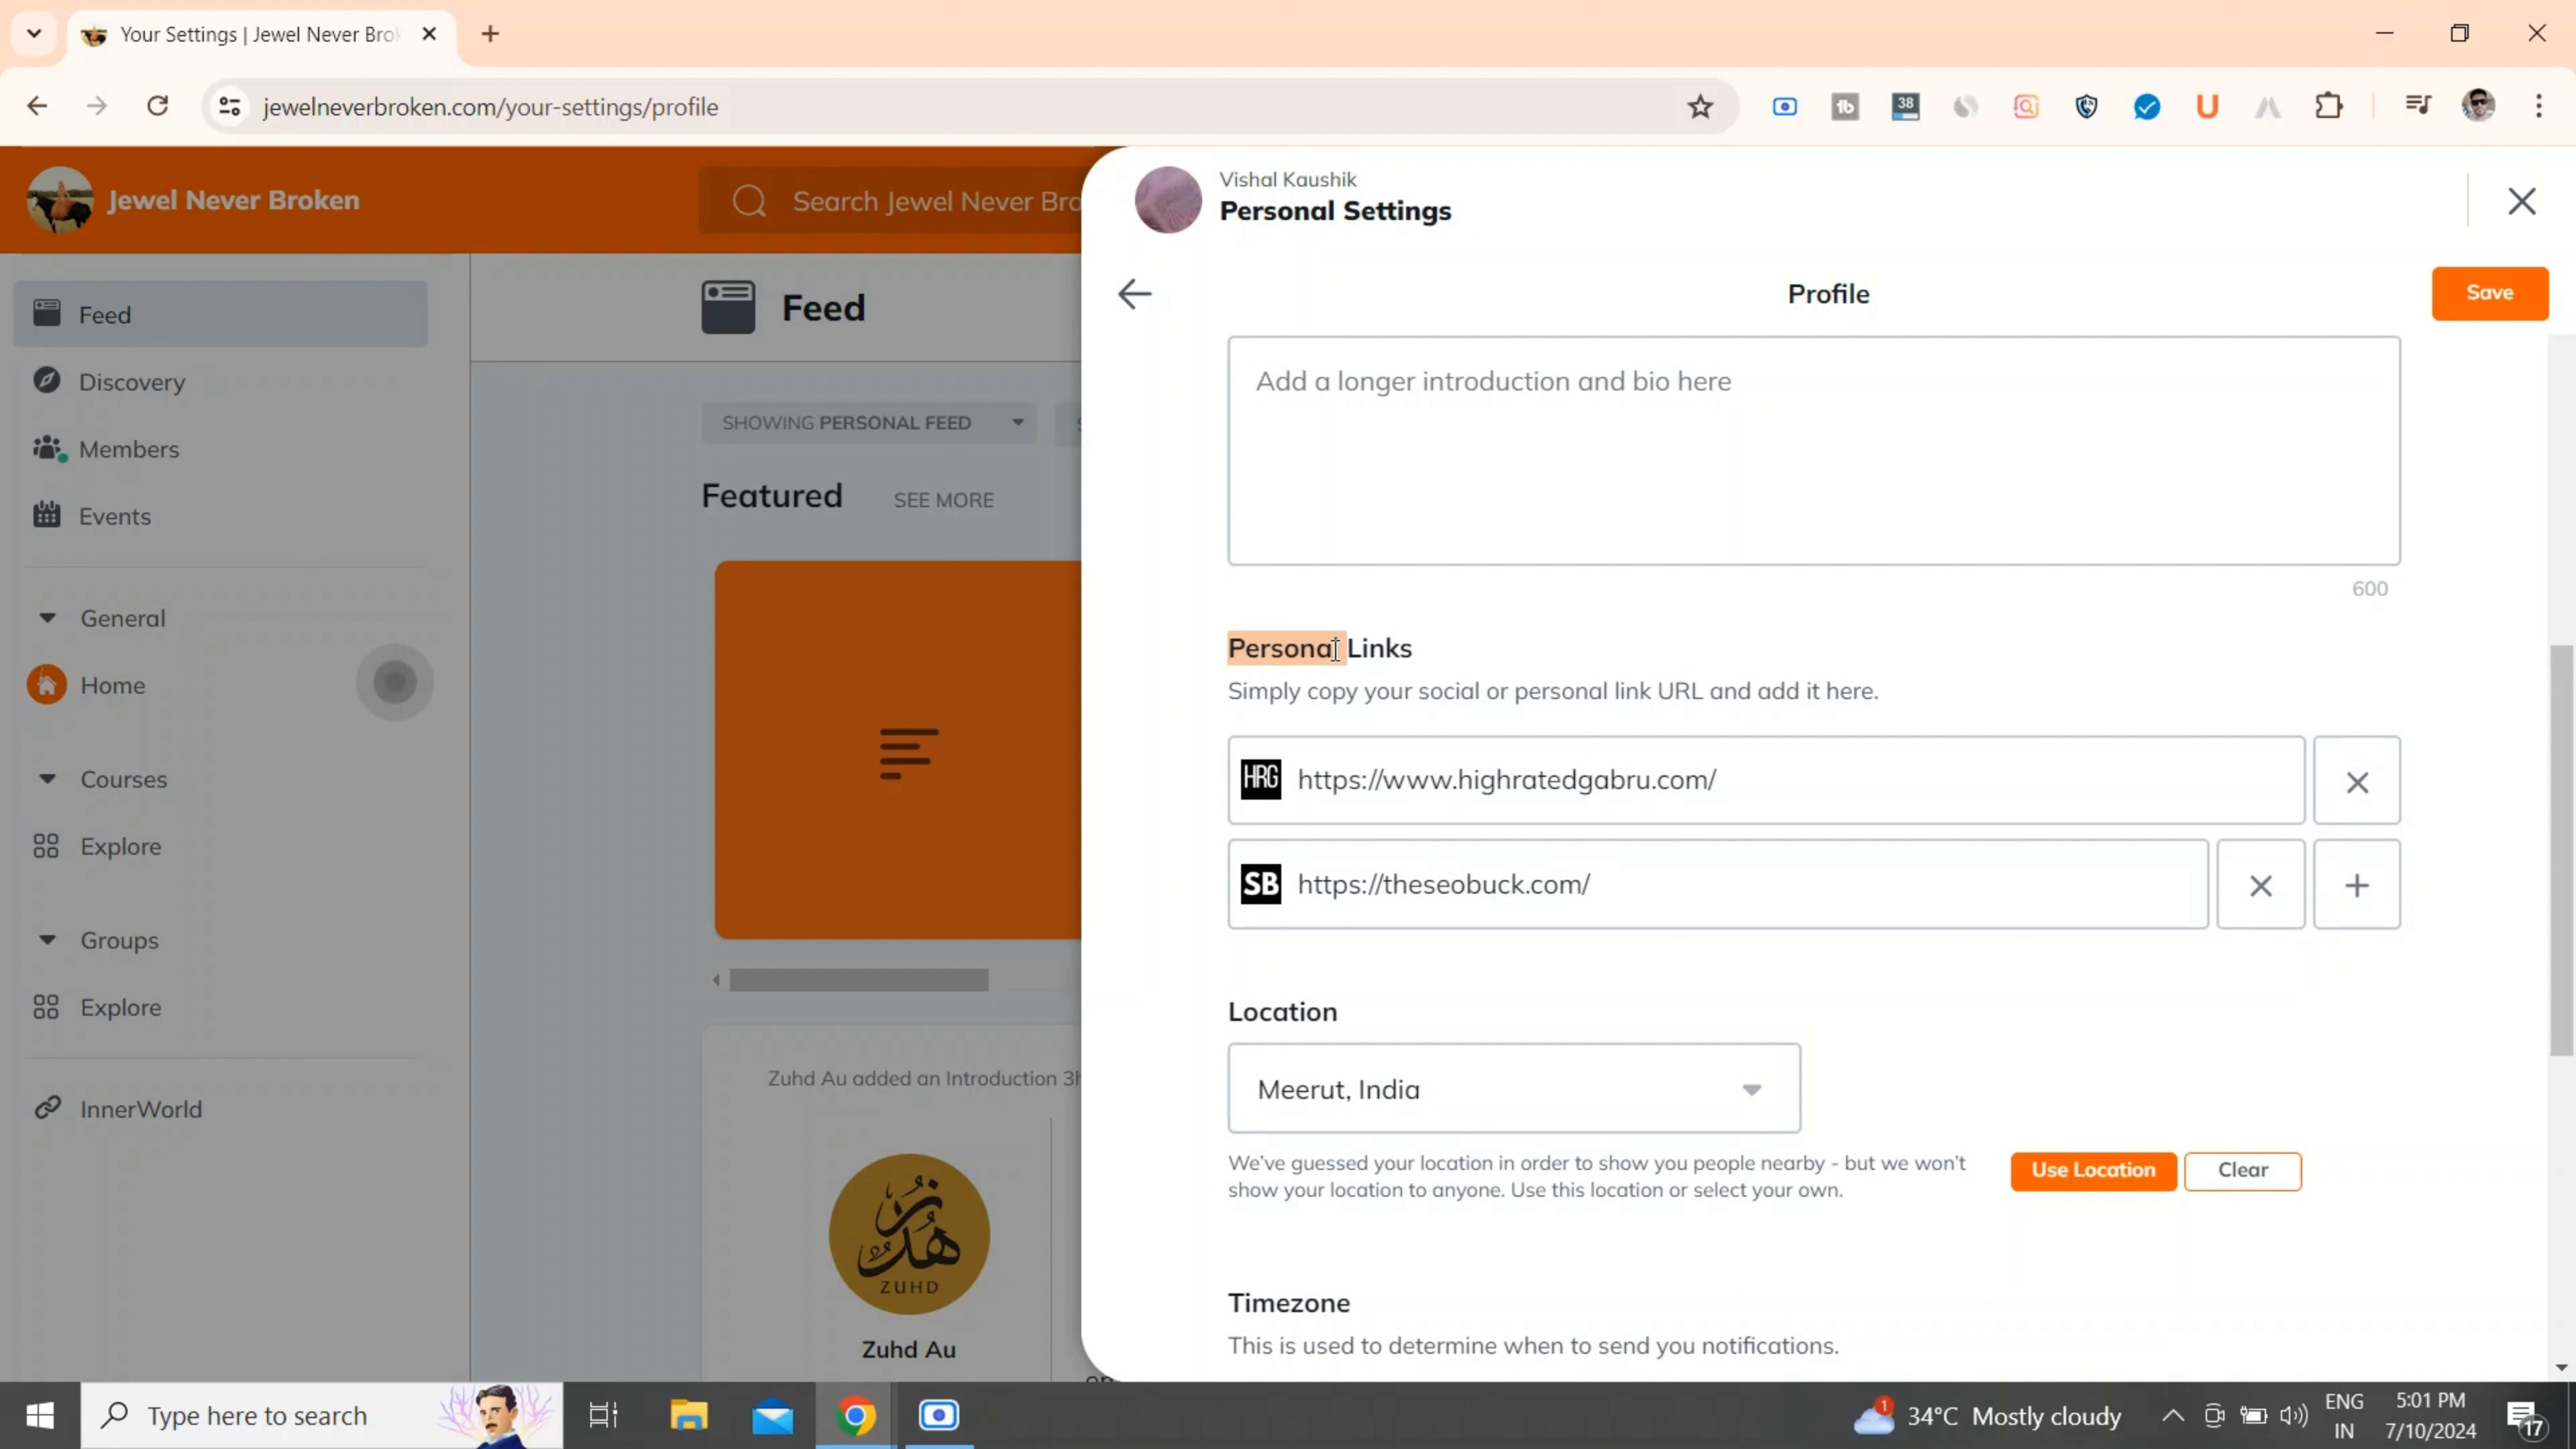 Your Settings | Jewel Never Bro
jewelneverbroken.com/your-settings/profile
38
Jewel Never Broken
Search Jewel Never Bro
Feed
Discovery
Members
Events
General
Home
Courses
Explore
Groups
Explore
InnerWorld
Feed
SHOWING PERSONAL FEED
Featured
SEE MORE
Zuhd Au added an Introduction 3h
زهد
ZUHD
Zuhd Au
Vishal Kaushik
Personal Settings
Profile
Save
Add a longer introduction and bio here
600
Personal Links
Simply copy your social or personal link URL and add it here.
HRG https://www.highratedgabru.com/
SB https://theseobuck.com/
Location
Meerut, India
We've guessed your location in order to show you people nearby - but we won't
show your location to anyone. Use this location or select your own.
Use Location
Clear
Timezone
This is used to determine when to send you notifications.
Type here to search
1
34°C Mostly cloudy
ENG
IN
5:01 PM
7/10/2024
17